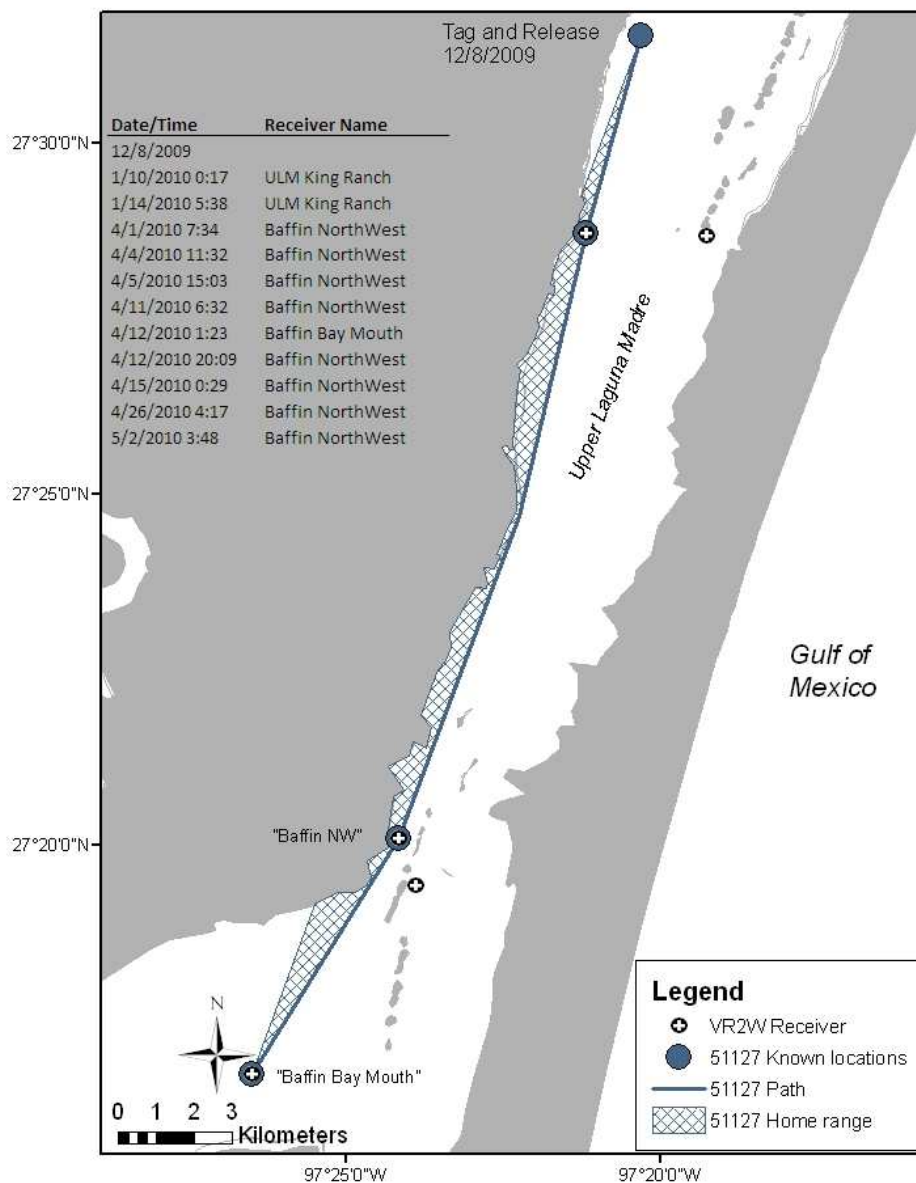 Tag and Release
12/8/2009
Date/Time Receiver Name
12/8/2009
1/10/2010 0:17 ULM King Ranch
1/14/2010 5:38 ULM King Ranch
4/1/2010 7:34 Baffin NorthWest
4/4/2010 11:32 Baffin NorthWest
4/5/2010 15:03 Baffin NorthWest
4/11/2010 6:32 Baffin NorthWest
4/12/2010 1:23 Baffin Bay Mouth
4/12/2010 20:09 Baffin NorthWest
4/15/2010 0:29 Baffin NorthWest
4/26/2010 4:17 Baffin NorthWest
5/2/2010 3:48 Baffin NorthWest
27°30'0"N
27°25'0"N
27°20'0"N
Upper Laguna Madre
Gulf of
Mexico
"Baffin NW"
N
"Baffin Bay Mouth"
0 1 2 3
Kilometers
Legend
VR2W Receiver
51127 Known locations
51127 Path
51127 Home range
97°25'0"W
97°20'0"W